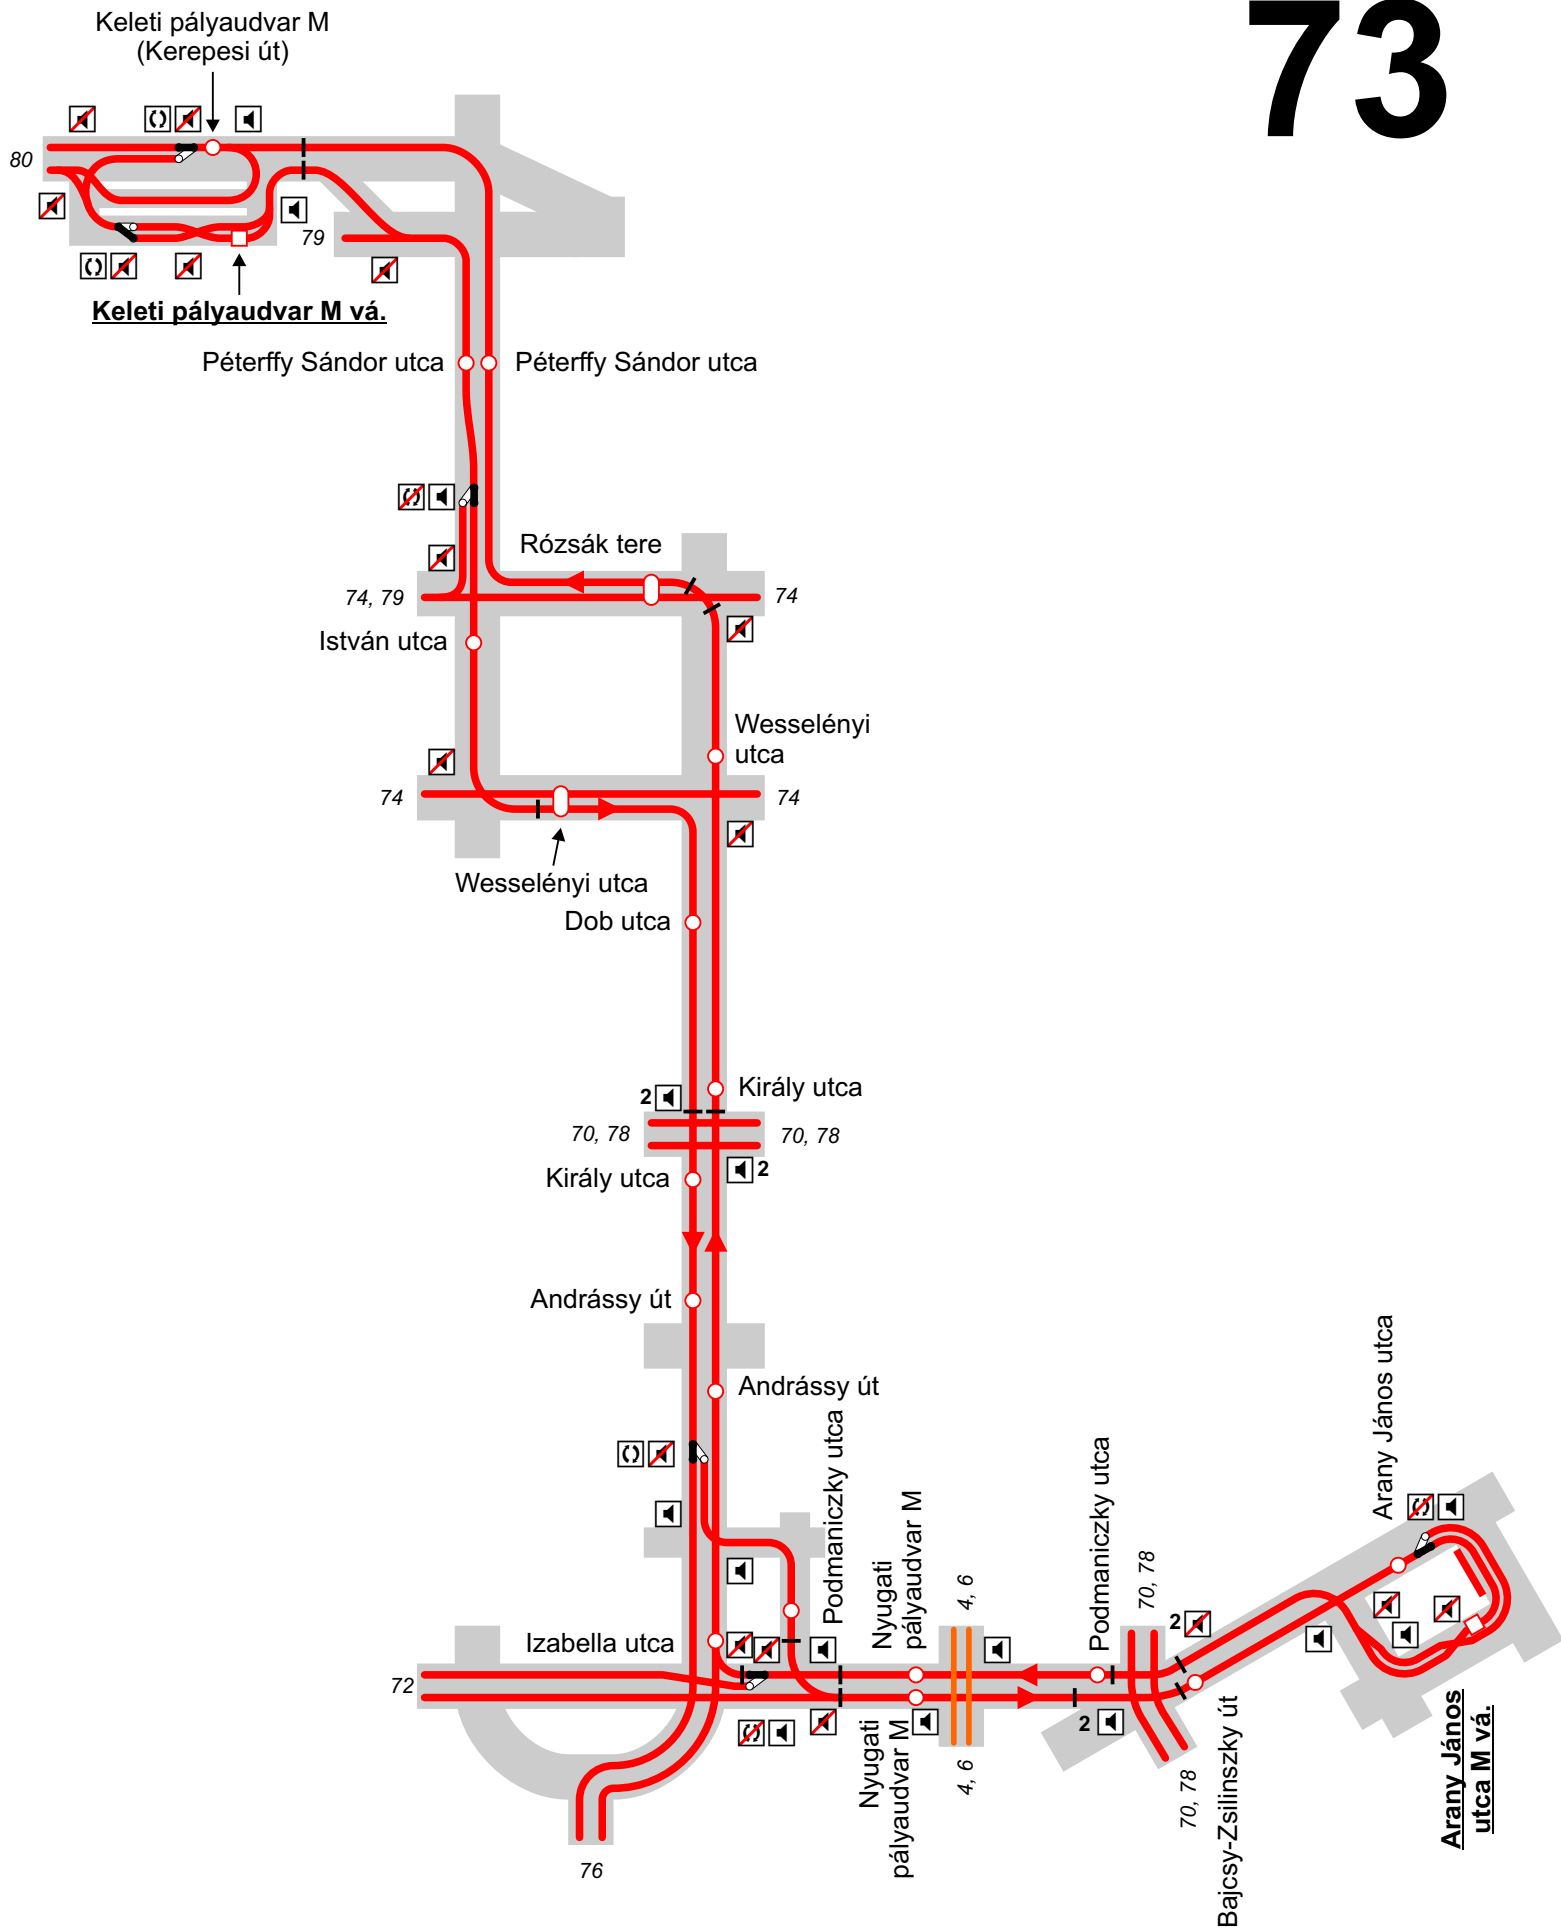 73
Keleti pályaudvar M
(Kerepesi út)
80
79
Keleti pályaudvar M vá.
Péterffy Sándor utca
Péterffy Sándor utca
Rózsák tere
74, 79
74
István utca
Wesselényi
utca
74
74
Wesselényi utca
Dob utca
Király utca
2
70, 78
70, 78
2
Király utca
Andrássy út
Andrássy út
Podmaniczky utca
Nyugati
pályaudvar M
4, 6
Podmaniczky utca
70, 78
Arany János utca
2
Izabella utca
72
Nyugati
pályaudvar M
4, 6
2
70, 78
Bajcsy-Zsilinszky út
Arany János
utca M vá.
76